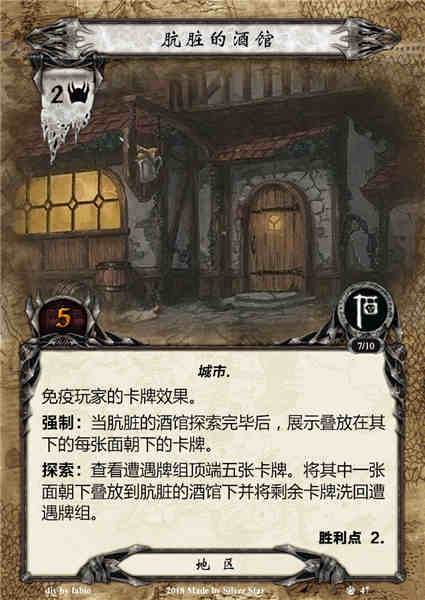 肮脏的酒馆
2
5
7/10
城市.
免疫玩家的卡牌效果。
强制：当肮脏的酒馆探索完毕后，展示叠放在其
下的每张面朝下的卡牌。
探索：查看遭遇牌组顶端五张卡牌。将其中一张
面朝下叠放到肮脏的酒馆下并将剩余卡牌洗回遭
遇牌组。
胜利点 2.
地 区
diy by fabio 2018 Made by Silver Star 47